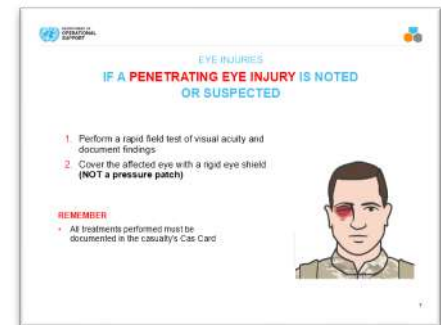 DEPARTMENT OF
OPERATIONAL
SUPPORT
EYE INJURIES
IF A PENETRATING EYE INJURY IS NOTED
OR SUSPECTED
1. Perform a rapid field test of visual acuity and
document findings
2. Cover the affected eye with a rigid eye shield
(NOT a pressure patch)
REMEMBER
• All treatments performed must be
documented in the casualty's Cas Card